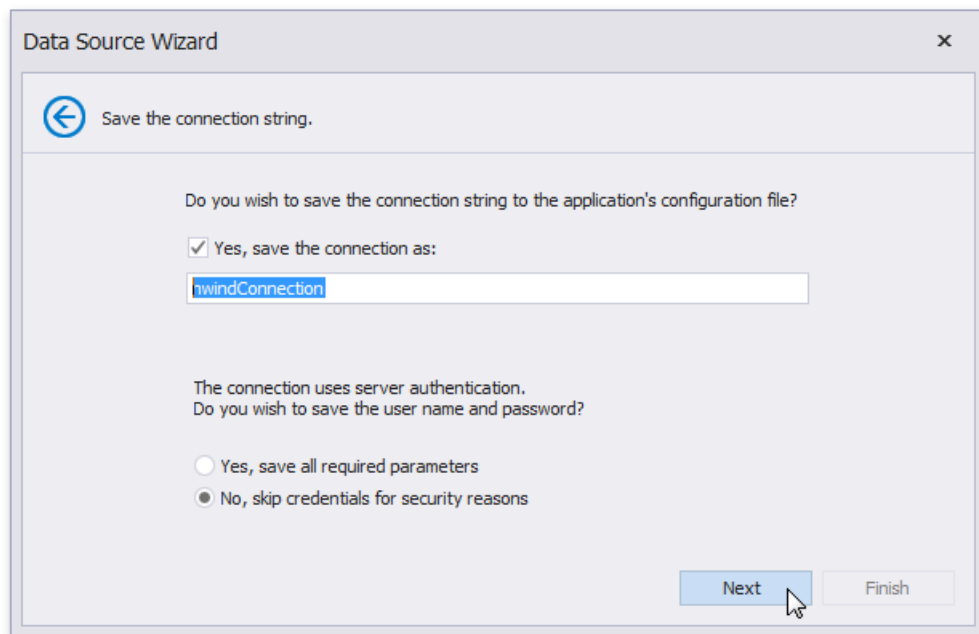 Data Source Wizard
Save the connection string.
Do you wish to save the connection string to the application's configuration file?
Yes, save the connection as:
nwindConnection
The connection uses server authentication.
Do you wish to save the user name and password?
Yes, save all required parameters
No, skip credentials for security reasons
Next
Finish